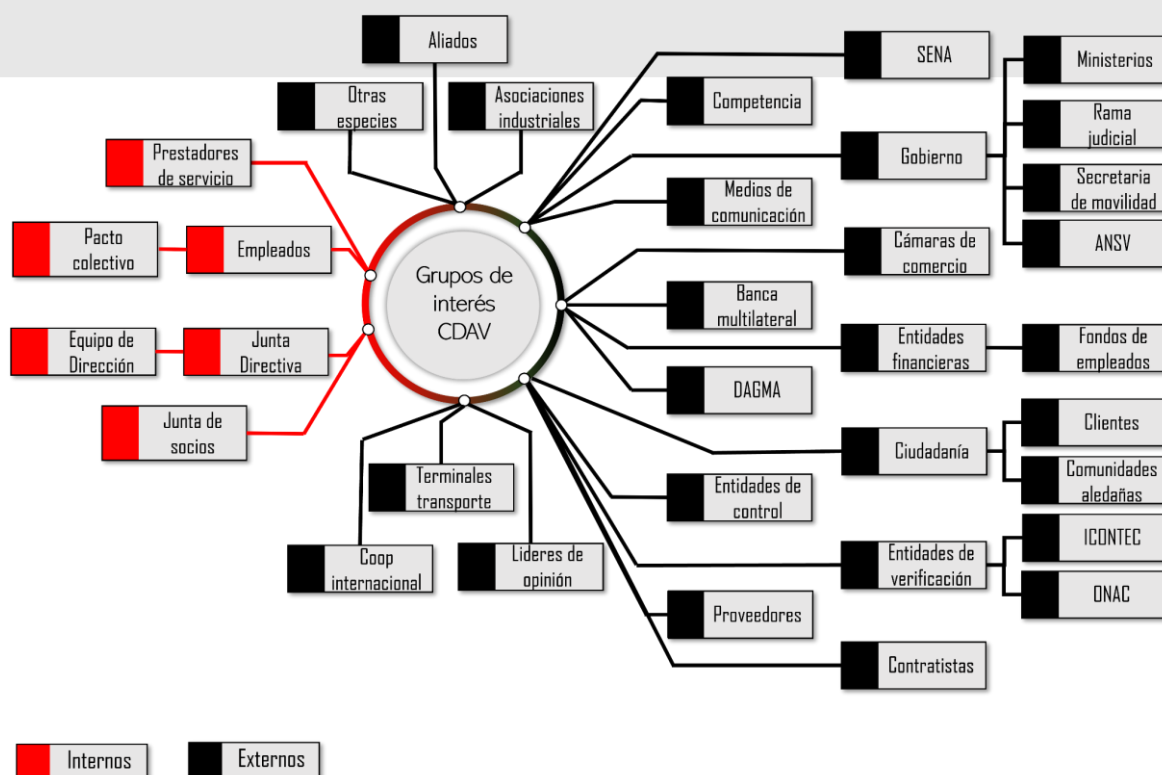 Aliados
SENA
Ministerios
Otras
especies
Asociaciones
industriales
Competencia
Rama
judicial
Prestadores
de servicio
Gobierno
Medios de
comunicación
Secretaria
de movilidad
Pacto
colectivo
Empleados
Cámaras de
comercio
ANSV
Grupos de
interés
CDAV
Banca
multilateral
Equipo de
Dirección
Junta
Directiva
Entidades
financieras
Fondos de
empleados
DAGMA
Junta de
socios
Clientes
Ciudadanía
Terminales
transporte
Entidades de
control
Comunidades
aledañas
Coop
internacional
Lideres de
opinión
Entidades de
verificación
ICONTEC
ONAC
Proveedores
Contratistas
Internos
Externos